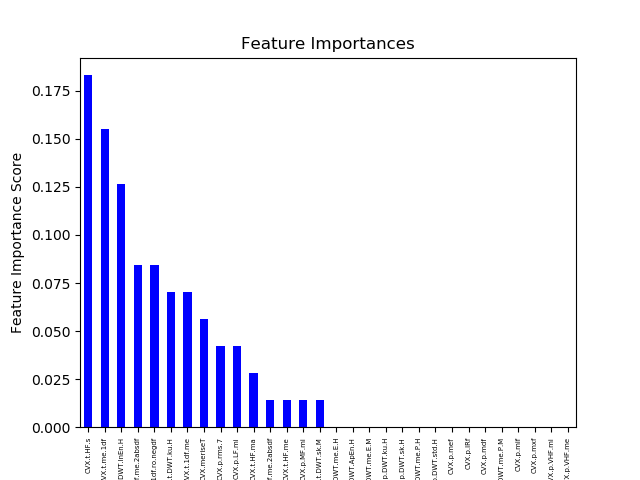 Feature Importances
Feature Importance Score
0.175
0.150
0.125
0.100
0.075
0.050
0.025
0.000
CVX.t.HF.s
VX.t.me.1df
DWT.lnEn.H
f.me.2absdf
1df.ro.negdf
t.DWT.ku.H
VX.t.1df.me
CVX.meriseT
CVX.p.rms.7
CVX.p.LF.mi
CVX.t.HF.ma
f.me.2absdf
CVX.t.HF.me
CVX.p.MF.mi
t.DWT.sk.M
DWT.me.E.H
DWT.ApEn.H
DWT.me.E.M
p.DWT.ku.H
p.DWT.sk.H
DWT.me.P.H
DWT.std.H
CVX.p.mef
CVX.p.IRf
CVX.p.mdf
DWT.me.P.M
CVX.p.mif
CVX.p.mxf
X.p.VHF.mi
X.p.VHF.me